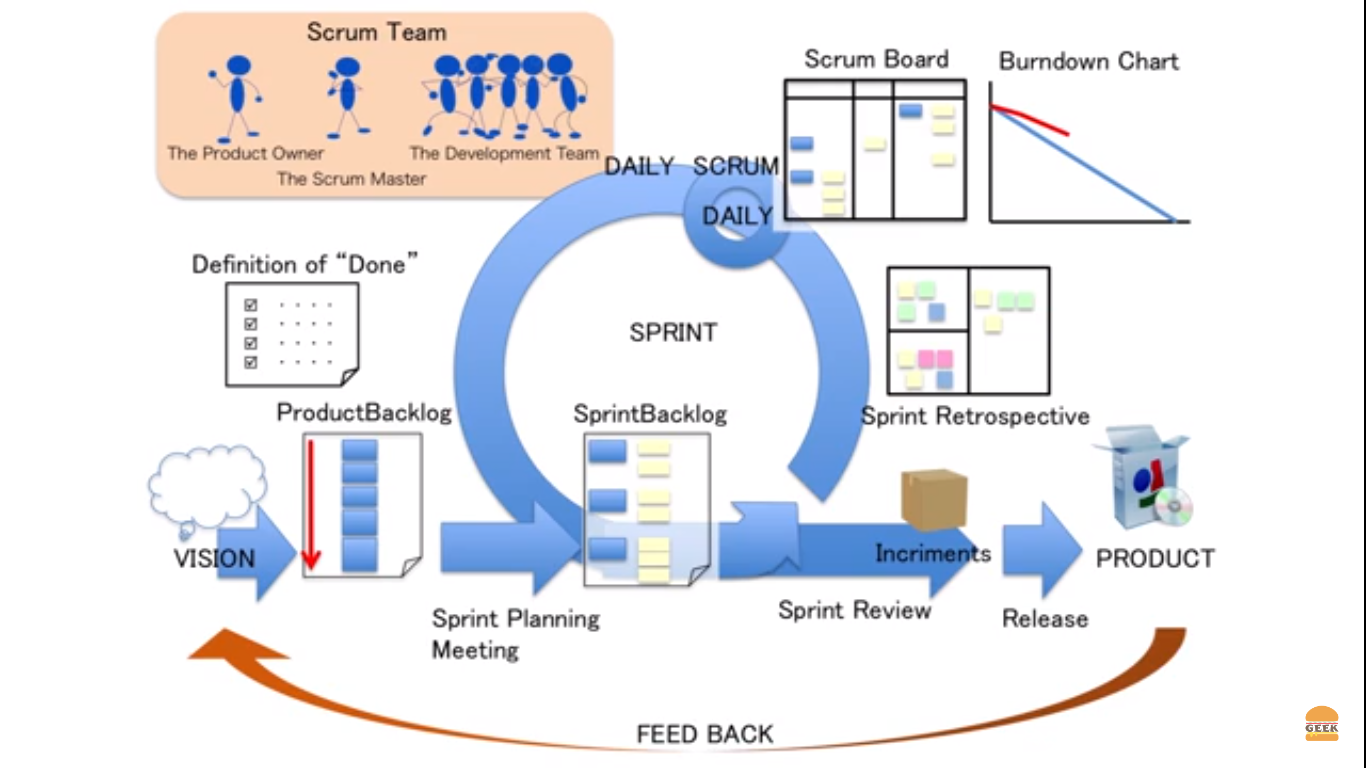 Scrum Team
The Product Owner
The Development Team
The Scrum Master
Scrum Board
Burndown Chart
DAILY SCRUM
DAILY
Definition of “Done”
SPRINT
ProductBacklog
SprintBacklog
Sprint Retrospective
VISION
Incriments
PRODUCT
Sprint Planning
Meeting
Sprint Review
Release
FEED BACK
GEEK